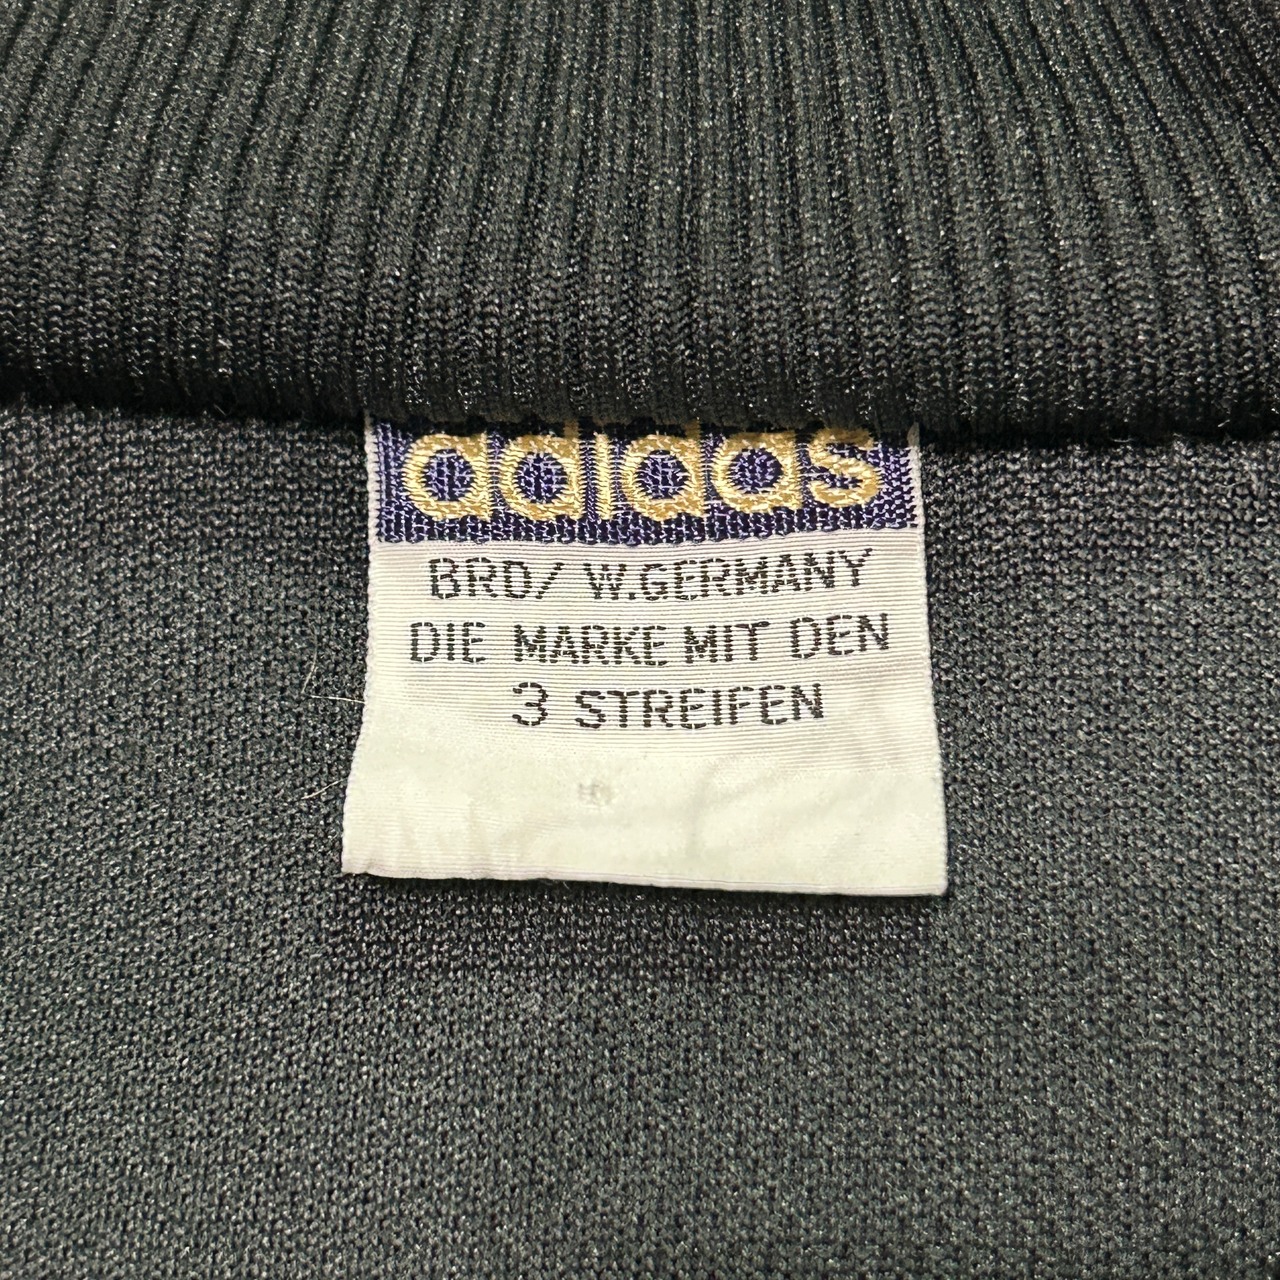 adidas
BRD/ W.GERMANY
DIE MARKE MIT DEN
3 STREIFEN